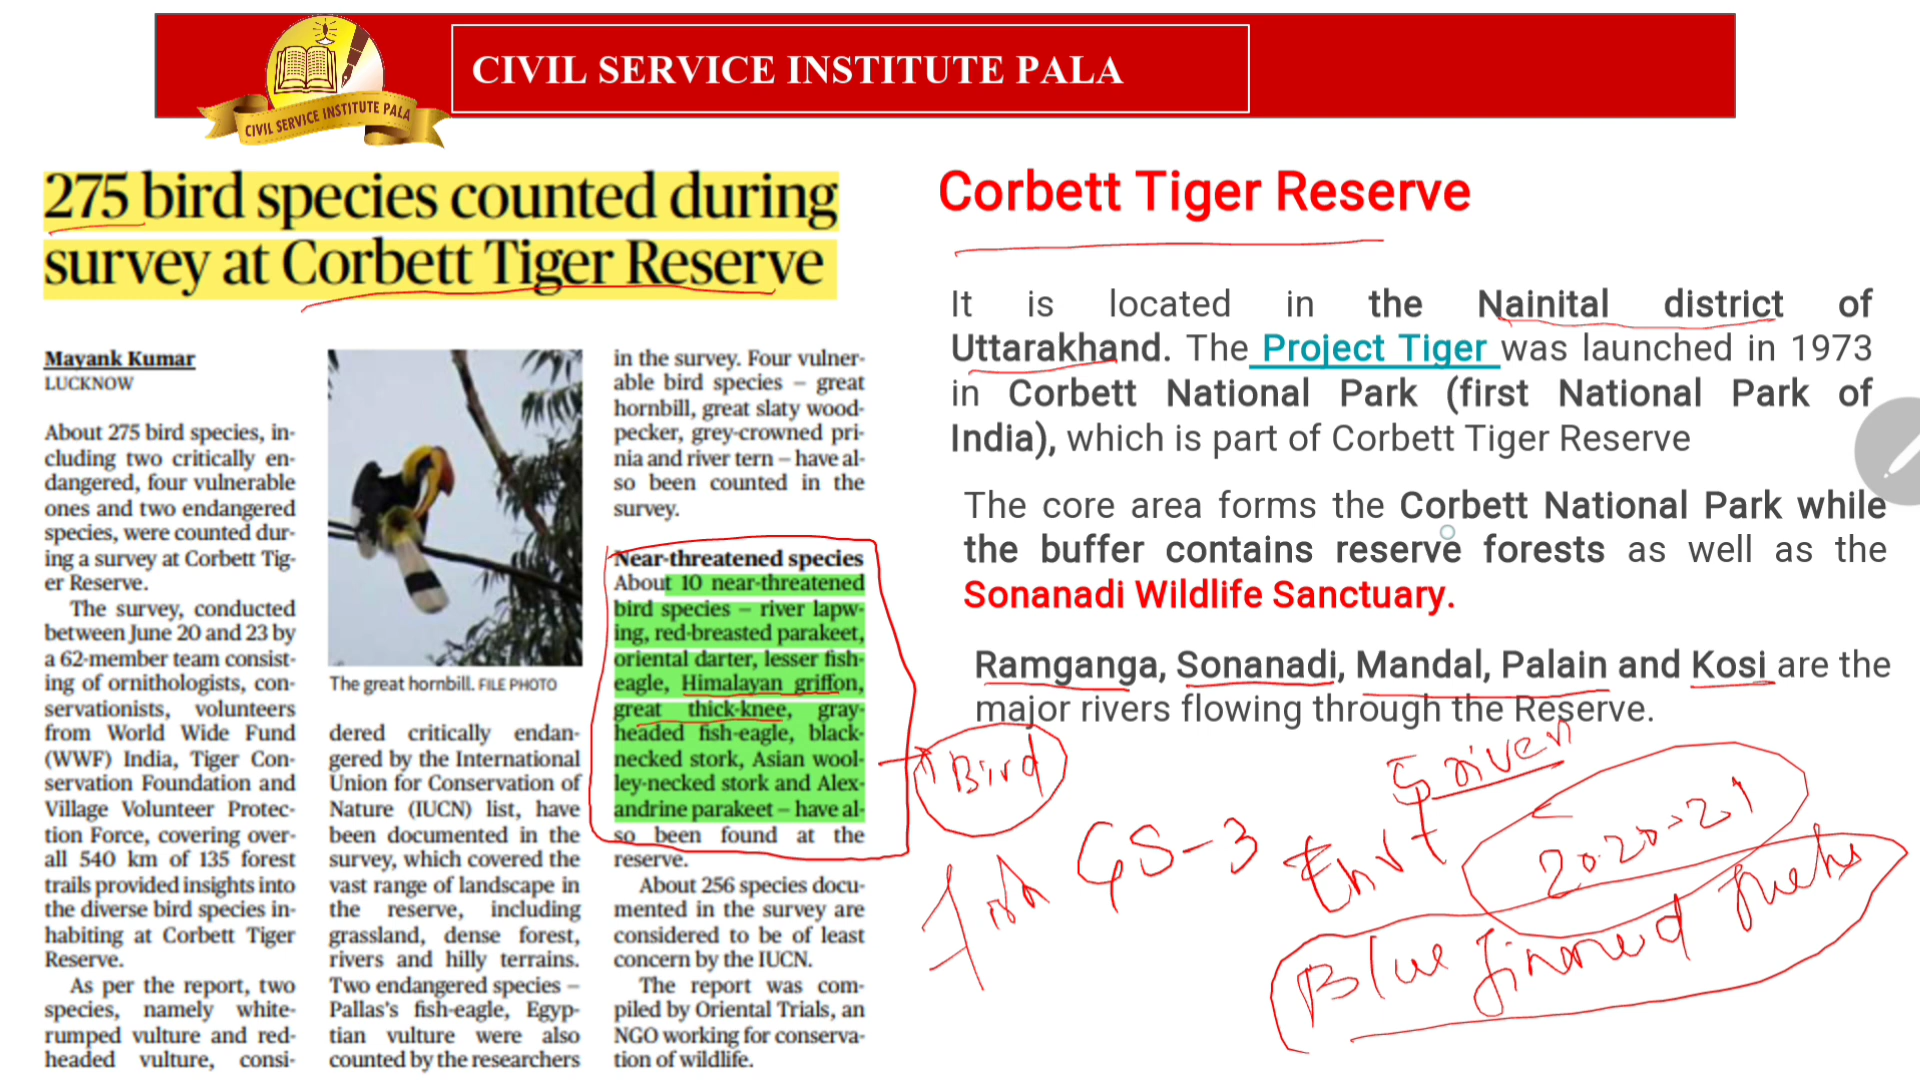 CIVIL SERVICE INSTITUTE PALA
CIVIL SERVICE INSTITUTE PALA
275 bird species counted during
survey at Corbett Tiger Reserve
Mayank Kumar
LUCKNOW
About 275 bird species, in-
cluding two critically en-
dangered, four vulnerable
ones and two endangered
species, were counted dur-
ing a survey at Corbett Tig-
er Reserve.
The survey, conducted
between June 20 and 23 by
a 62-member team consist-
ing of ornithologists, con-
servationists, volunteers
from World Wide Fund
(WWF) India, Tiger Con-
servation Foundation and
Village Volunteer Protec-
tion Force, covering over-
all 540 km of 135 forest
trails provided insights into
the diverse bird species in-
habiting at Corbett Tiger
Reserve.
As per the report, two
species, namely white-
rumped vulture and red-
headed vulture, consi-
The great hornbill. FILE PHOTO
dered critically endan-
gered by the International
Union for Conservation of
Nature (IUCN) list, have
been documented in the
survey, which covered the
vast range of landscape in
the reserve, including
grassland, dense forest,
rivers and hilly terrains.
Two endangered species –
Pallas's fish-eagle, Egyp-
tian vulture were also
counted by the researchers
in the survey. Four vulner-
able bird species – great
hornbill, great slaty wood-
pecker, grey-crowned pri-
nia and river tern – have al-
so been counted in the
survey.
Near-threatened species
About 10 near-threatened
bird species – river lapw-
ing, red-breasted parakeet,
oriental darter, lesser fish-
eagle, Himalayan griffon,
great thick-knee, gray-
headed fish-eagle, black-
necked stork, Asian wool-
ley-necked stork and Alex-
andrine parakeet – have al-
so been found at the
reserve.
About 256 species docu-
mented in the survey are
considered to be of least
concern by the IUCN.
The report was com-
piled by Oriental Trials, an
NGO working for conserva-
tion of wildlife.
Corbett Tiger Reserve
It is located in the Nainital district of
Uttarakhand. The Project Tiger was launched in 1973
in Corbett National Park (first National Park of
India), which is part of Corbett Tiger Reserve
The core area forms the Corbett National Park while
the buffer contains reserve forests as well as the
Sonanadi Wildlife Sanctuary.
Ramganga, Sonanadi, Mandal, Palain and Kosi are the
major rivers flowing through the Reserve.
Bird
5 river
GS-3 Envt 2020-21
Blue finned